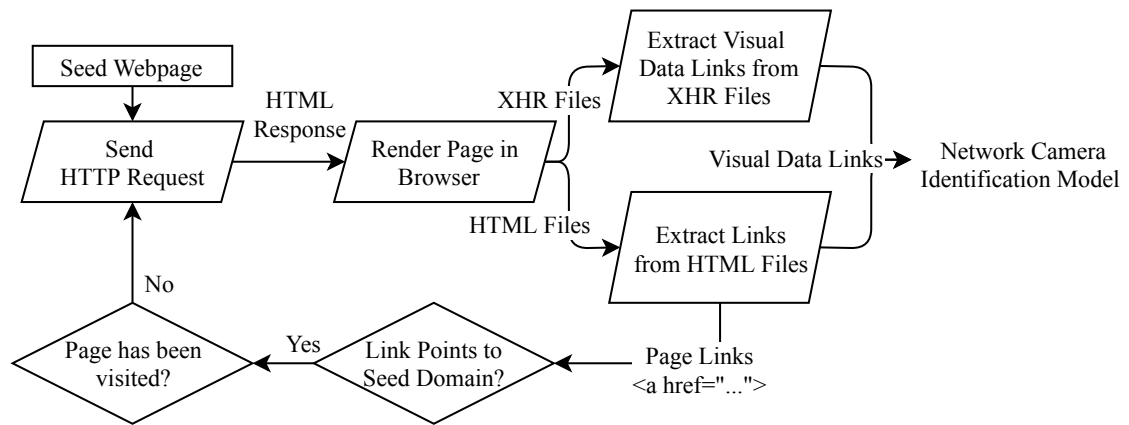 Seed Webpage
Send
HTTP Request
HTML
Response
Render Page in
Browser
XHR Files
HTML Files
Extract Visual
Data Links from
XHR Files
Extract Links
from HTML Files
Visual Data Links
Network Camera
Identification Model
Page Links
<a href="...">
Link Points to
Seed Domain?
Yes
Page has been
visited?
No